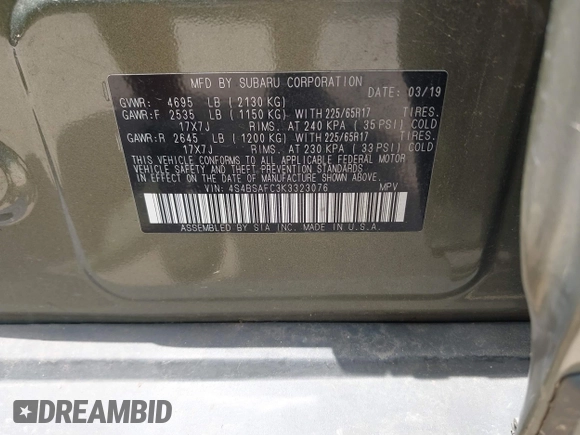 MFD BY SUBARU CORPORATION
DATE: 03/19
GVWR: 4695 LB ( 2130 KG)
GAWR:F 2535 LB ( 1150 KG) WITH 225/65R17 TIRES.
17X7J RIMS. AT 240 KPA ( 35 PSI) COLD
GAWR:R 2645 LB ( 1200 KG) WITH 225/65R17 TIRES.
17X7J RIMS. AT 230 KPA ( 33 PSI) COLD
THIS VEHICLE CONFORMS TO ALL APPLICABLE FEDERAL MOTOR
VEHICLE SAFETY, BUMPER, AND THEFT PREVENTION STANDARDS
IN EFFECT ON THE DATE OF MANUFACTURE SHOWN ABOVE.
VIN: 4S4BSAFC3K3323076 MPV
ASSEMBLED BY SIA INC. MADE IN U.S.A.
DREAMBID